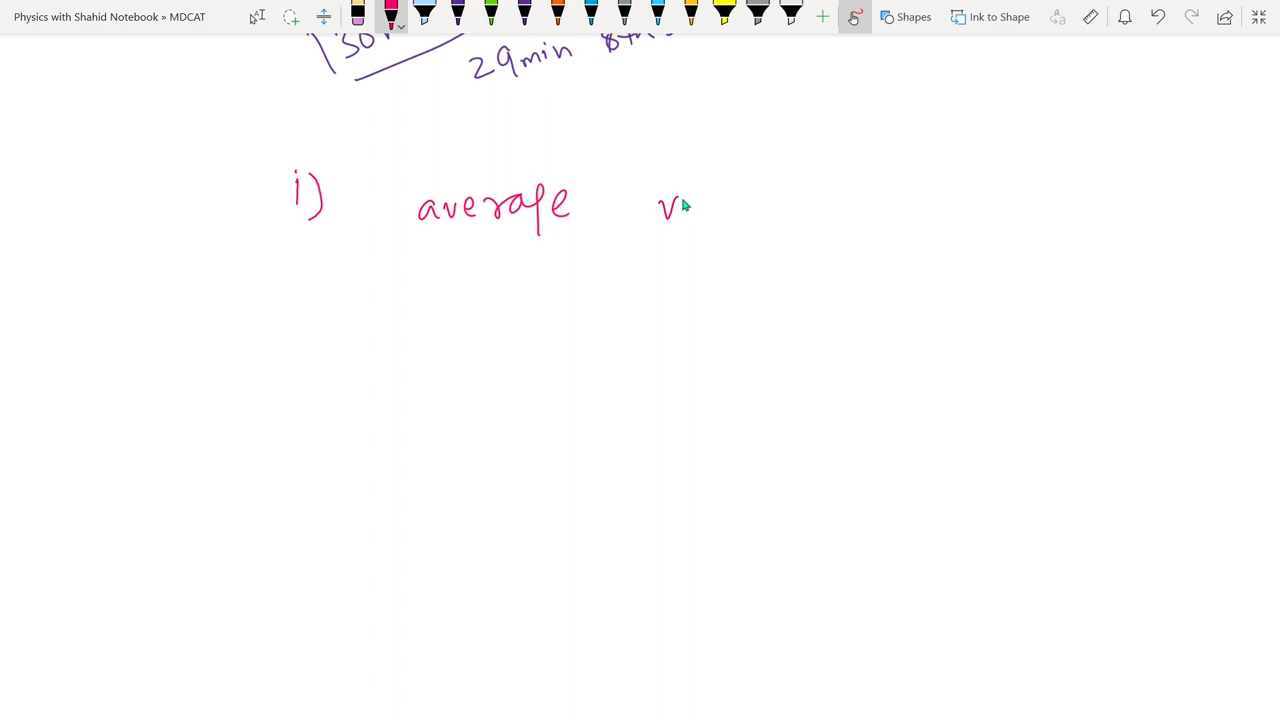 Physics with Shahid Notebook » MDCAT
Shapes
Ink to Shape
29min
i) average v